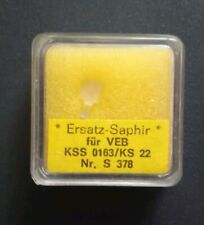 * Ersatz-Saphir *
für VEB
KSS 0163/KS 22
Nr. S 378